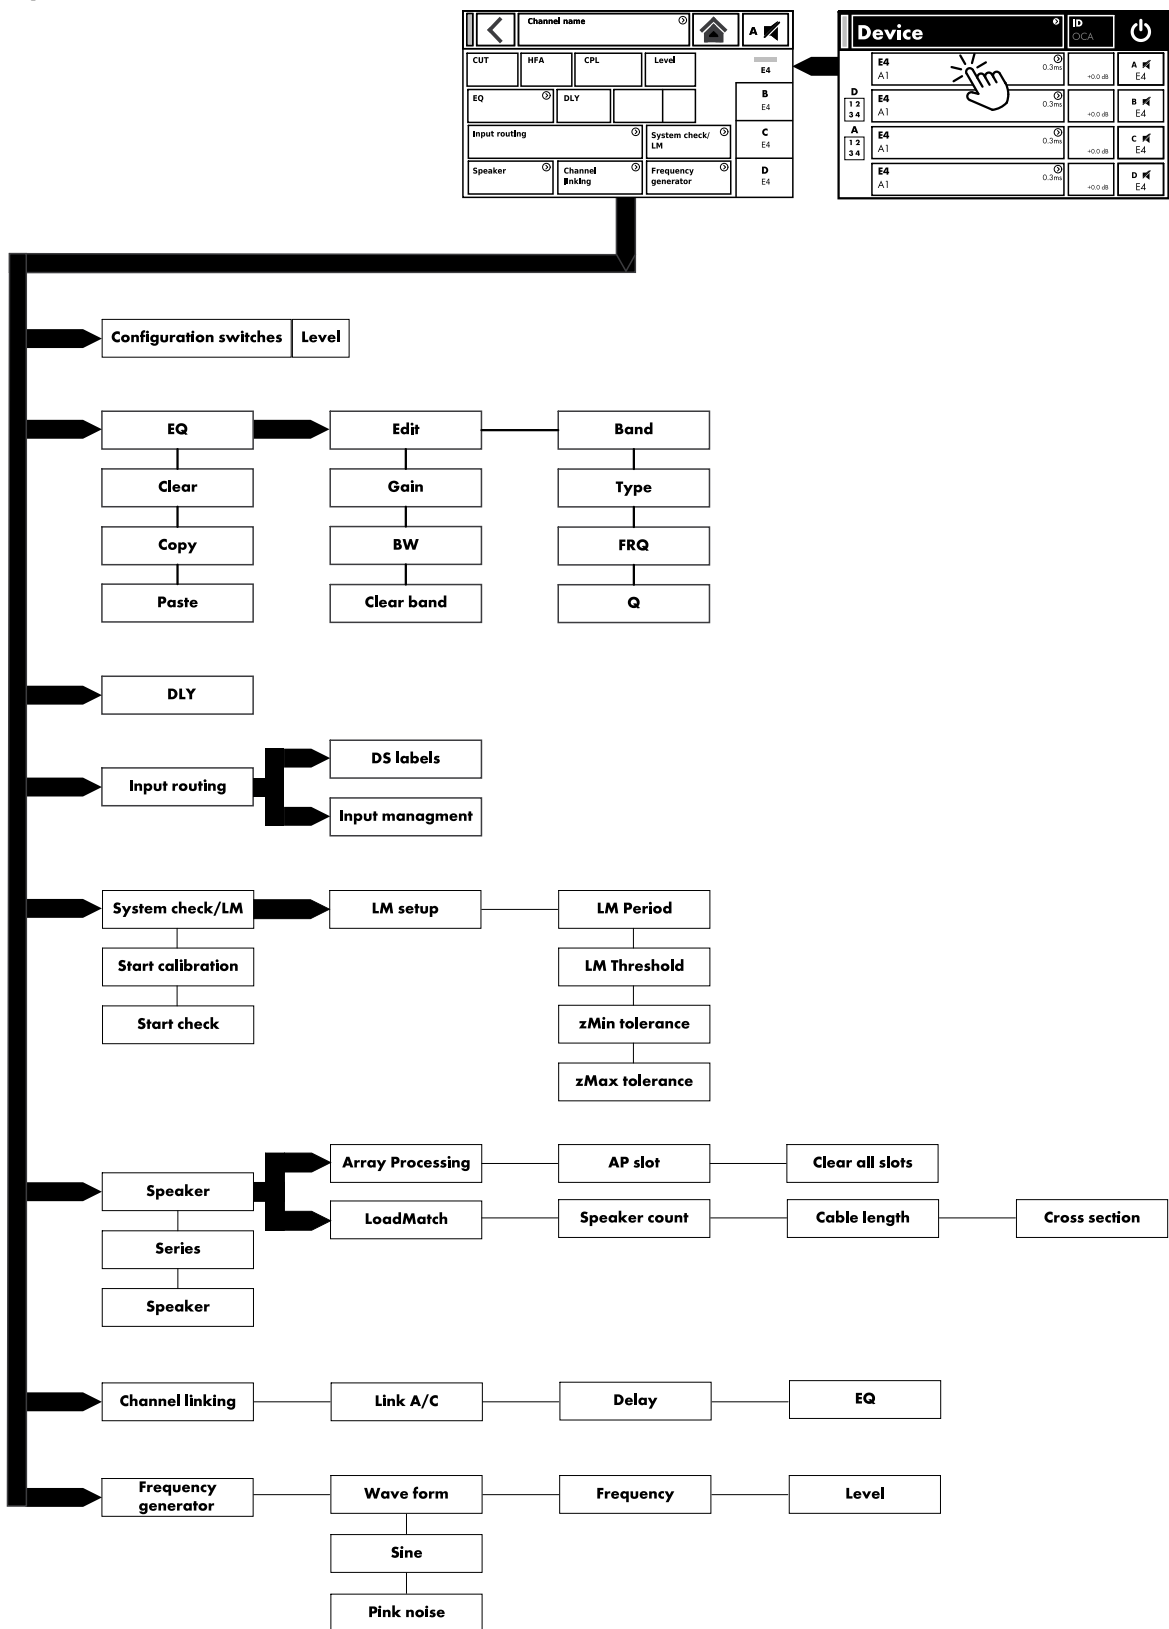 Channel name
A
CUT
HFA
CPL
Level
E4
EQ
DLY
B
E4
Input routing
System check/
LM
C
E4
Speaker
Channel
linking
Frequency
generator
D
E4
Device
ID
OCA
E4
A1
0.3ms
+0.0 dB
A
E4
D
1 2
3 4
E4
A1
0.3ms
+0.0 dB
B
E4
A
1 2
3 4
E4
A1
0.3ms
+0.0 dB
C
E4
E4
A1
0.3ms
+0.0 dB
D
E4
Configuration switches
Level
EQ
Edit
Band
Clear
Gain
Type
Copy
BW
FRQ
Paste
Clear band
Q
DLY
DS labels
Input routing
Input managment
System check/LM
LM setup
LM Period
Start calibration
LM Threshold
Start check
zMin tolerance
zMax tolerance
Array Processing
AP slot
Clear all slots
Speaker
LoadMatch
Speaker count
Cable length
Cross section
Series
Speaker
Channel linking
Link A/C
Delay
EQ
Frequency
generator
Wave form
Frequency
Level
Sine
Pink noise